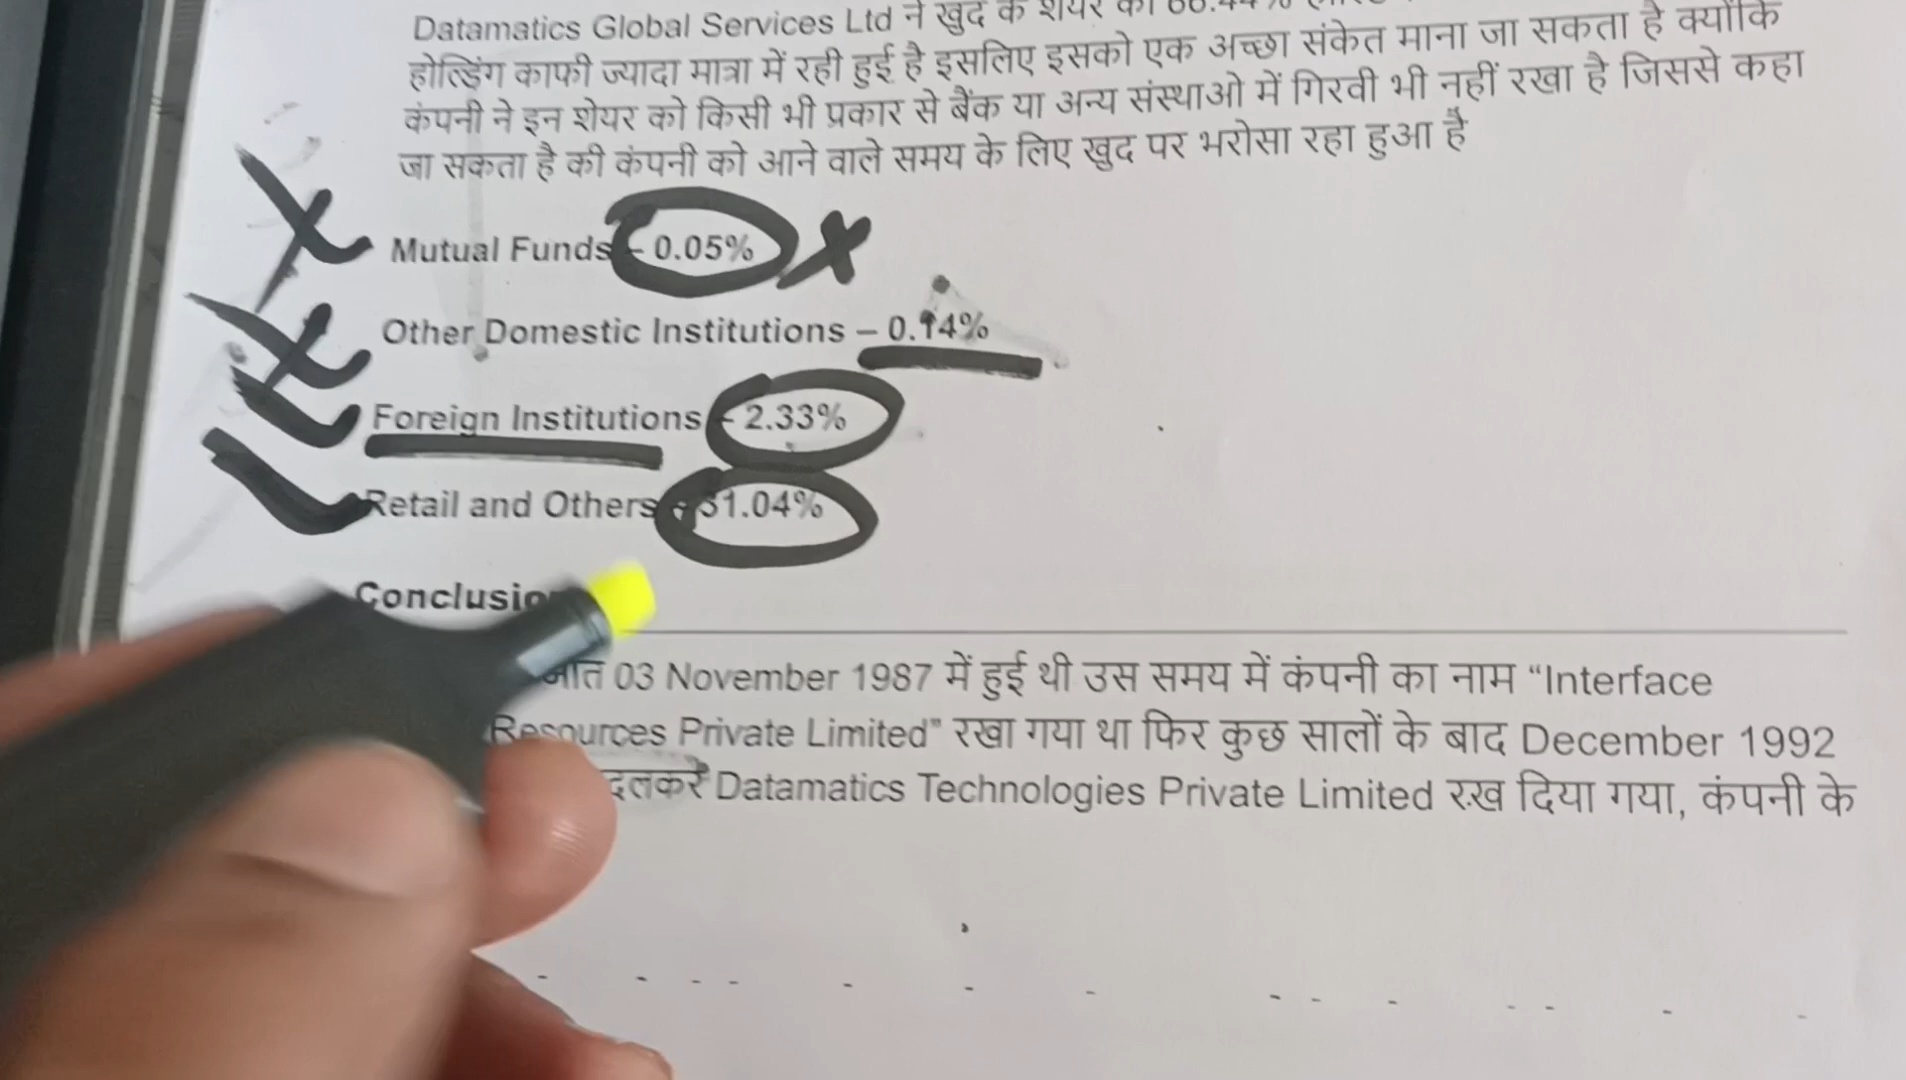 Datamatics Global Services Ltd ने खुद के शेयर को 66.44%
होल्डिंग काफी ज्यादा मात्रा में रही हुई है इसलिए इसको एक अच्छा संकेत माना जा सकता है क्योंकि
कंपनी ने इन शेयर को किसी भी प्रकार से बैंक या अन्य संस्थाओ में गिरवी भी नहीं रखा है जिससे कहा
जा सकता है की कंपनी को आने वाले समय के लिए खुद पर भरोसा रहा हुआ है
Mutual Funds – 0.05%
Other Domestic Institutions – 0.14%
Foreign Institutions – 2.33%
Retail and Others – 31.04%
Conclusion
03 November 1987 में हुई थी उस समय में कंपनी का नाम “Interface
Resources Private Limited” रखा गया था फिर कुछ सालों के बाद December 1992
Datamatics Technologies Private Limited रख दिया गया, कंपनी के